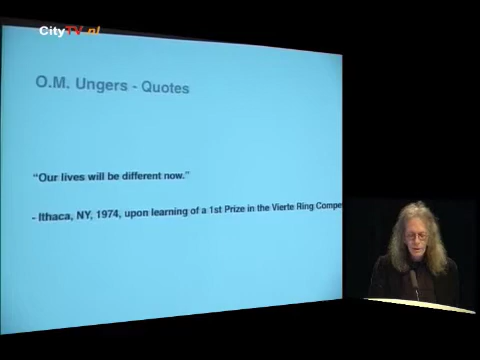 CityTV.nl
O.M. Ungers - Quotes
“Our lives will be different now.”
- Ithaca, NY, 1974, upon learning of a 1st Prize in the Vierte Ring Compe